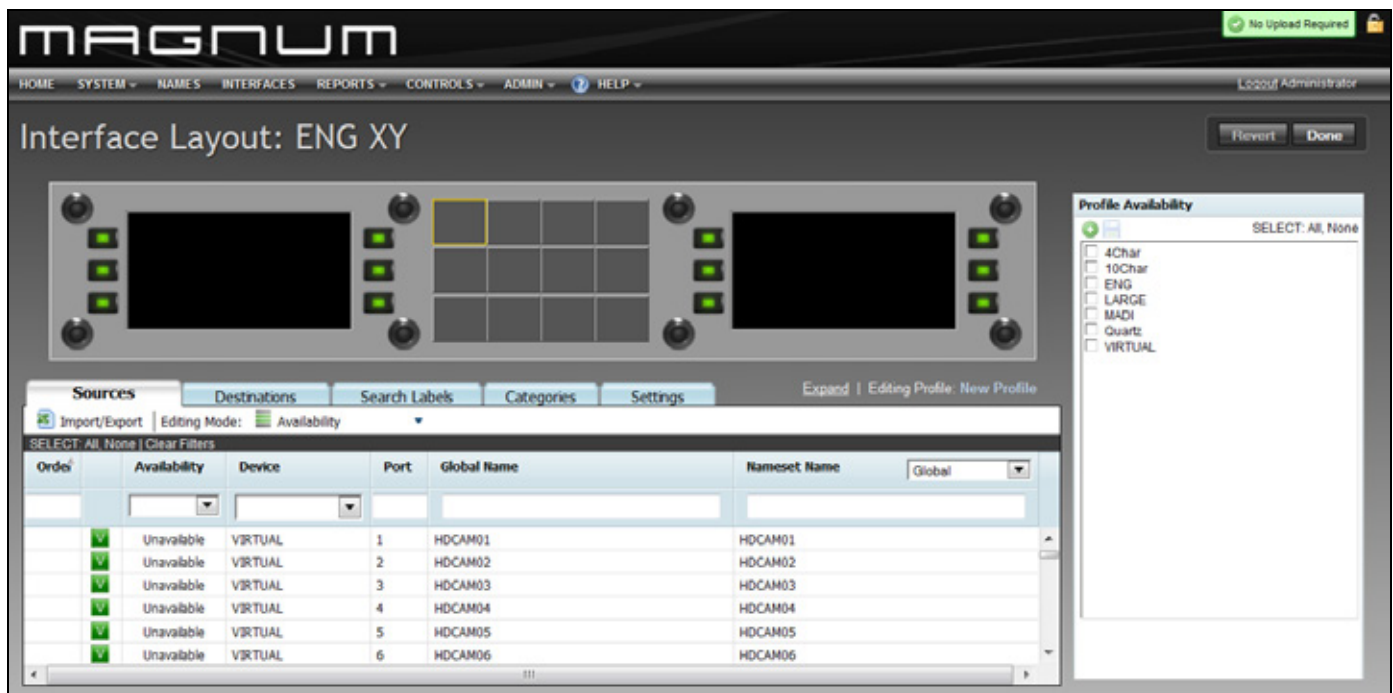 MAGNUM
No Upload Required
HOME SYSTEM NAMES INTERFACES REPORTS CONTROLS ADMIN ? HELP Logout Administrator
Interface Layout: ENG XY
Revert Done
Profile Availability
SELECT: All, None
4Char
10Char
ENG
LARGE
MADI
Quartz
VIRTUAL
Sources Destinations Search Labels Categories Settings Expand | Editing Profile: New Profile
Import/Export Editing Mode: Availability
SELECT: All, None | Clear Filters
Order Availability Device Port Global Name Nameset Name Global
V Unavailable VIRTUAL 1 HDCAM01 HDCAM01
V Unavailable VIRTUAL 2 HDCAM02 HDCAM02
V Unavailable VIRTUAL 3 HDCAM03 HDCAM03
V Unavailable VIRTUAL 4 HDCAM04 HDCAM04
V Unavailable VIRTUAL 5 HDCAM05 HDCAM05
V Unavailable VIRTUAL 6 HDCAM06 HDCAM06